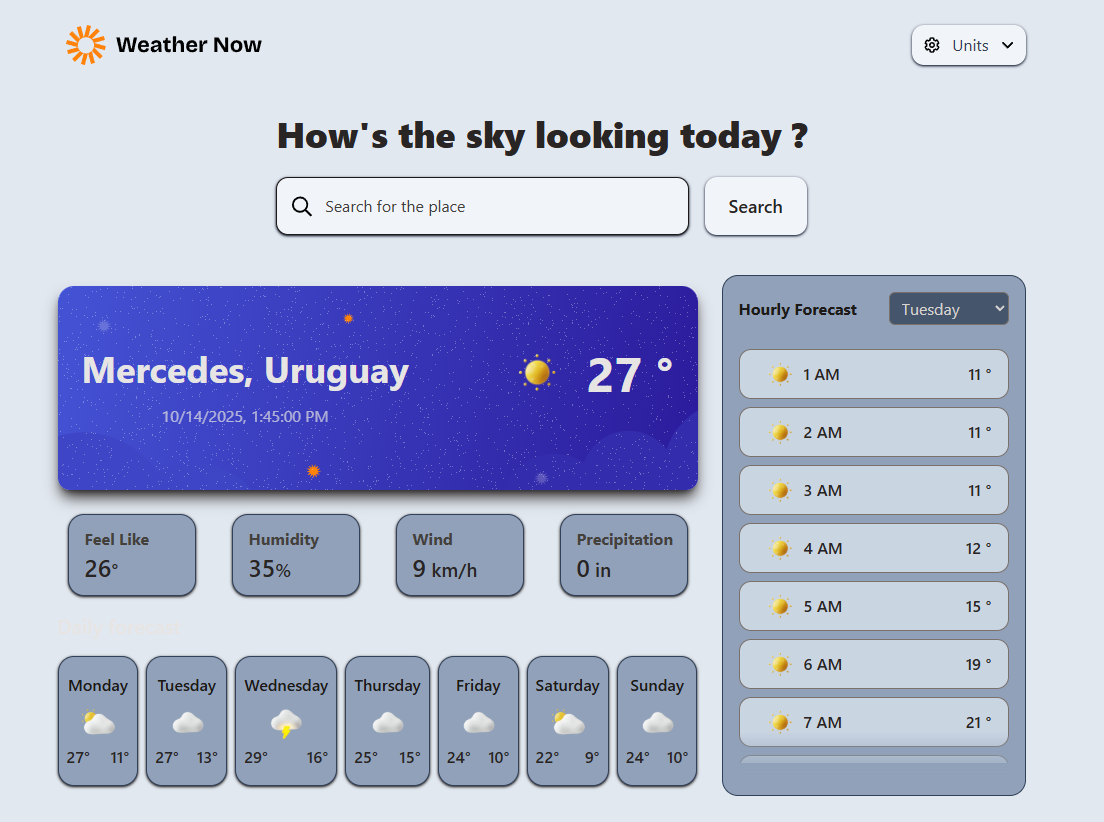 Weather Now
Units
How's the sky looking today ?
Search for the place
Search
Mercedes, Uruguay
10/14/2025, 1:45:00 PM
27 °
Feel Like
26°
Humidity
35%
Wind
9 km/h
Precipitation
0 in
Daily forecast
Monday
27° 11°
Tuesday
27° 13°
Wednesday
29° 16°
Thursday
25° 15°
Friday
24° 10°
Saturday
22° 9°
Sunday
24° 10°
Hourly Forecast
Tuesday
1 AM 11 °
2 AM 11 °
3 AM 11 °
4 AM 12 °
5 AM 15 °
6 AM 19 °
7 AM 21 °